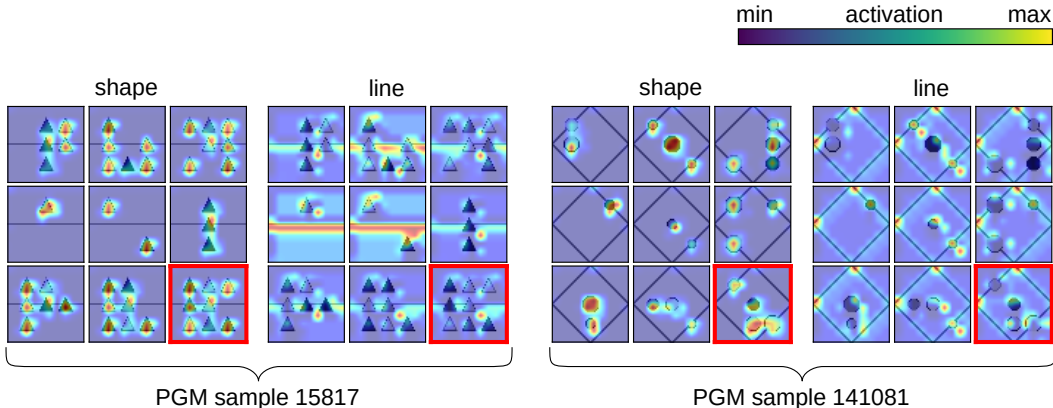 min activation max
shape line shape line
PGM sample 15817 PGM sample 141081